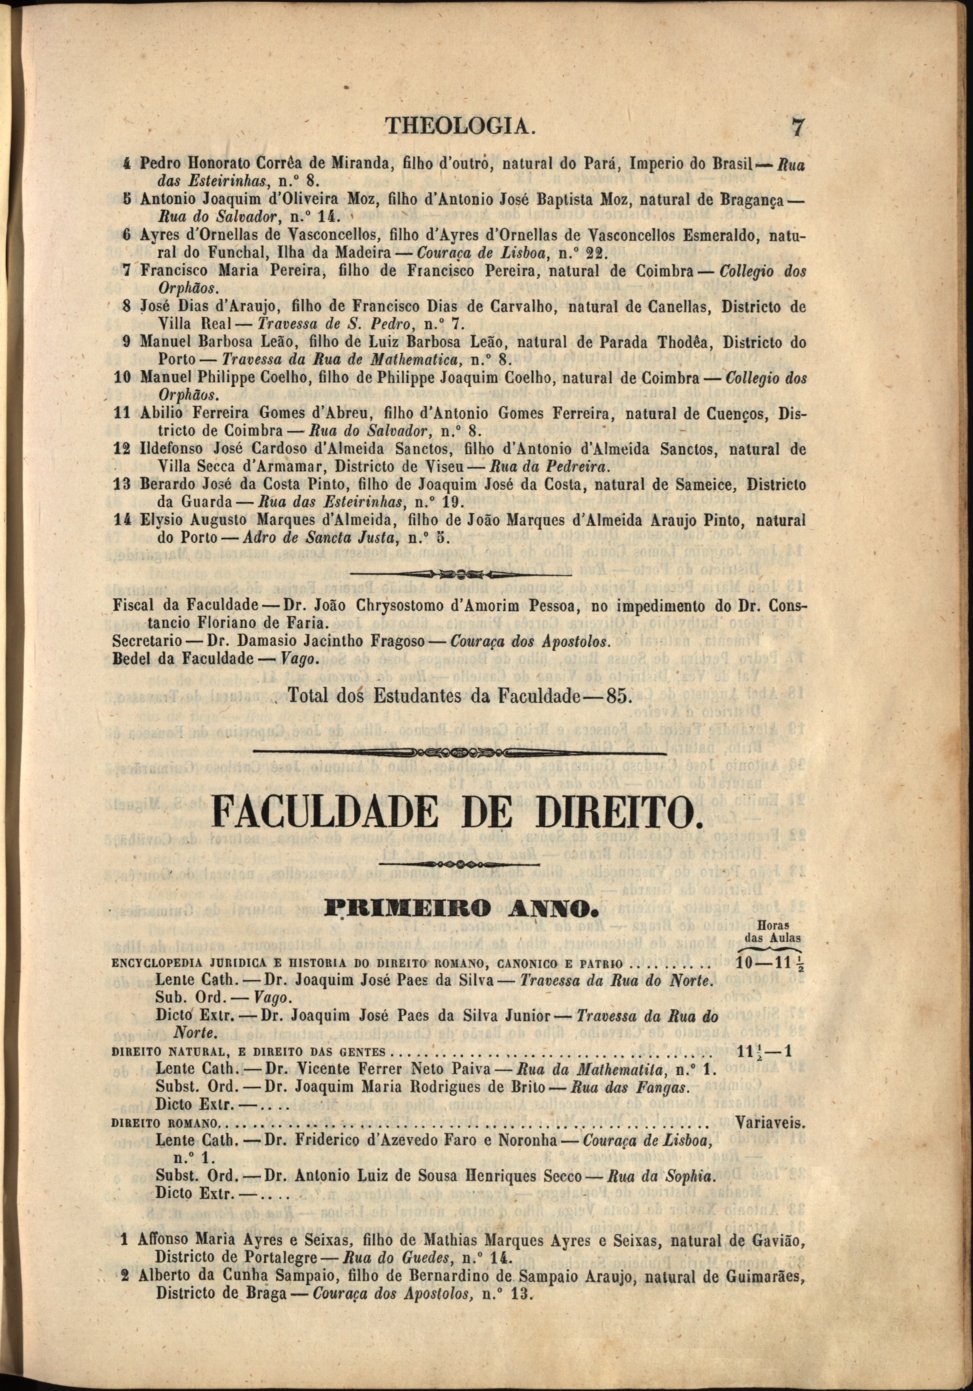 THEOLOGIA. 7
4 Pedro Honorato Corrêa de Miranda, filho d'outro, natural do Pará, Imperio do Brasil — Rua
das Esteirinhas, n.º 8.
5 Antonio Joaquim d'Oliveira Moz, filho d'Antonio José Baptista Moz, natural de Bragança —
Rua do Salvador, n.º 14.
6 Ayres d'Ornellas de Vasconcellos, filho d'Ayres d'Ornellas de Vasconcellos Esmeraldo, natu-
ral do Funchal, Ilha da Madeira — Couraça de Lisboa, n.º 22.
7 Francisco Maria Pereira, filho de Francisco Pereira, natural de Coimbra — Collegio dos
Orphãos.
8 José Dias d'Araujo, filho de Francisco Dias de Carvalho, natural de Canellas, Districto de
Villa Real — Travessa de S. Pedro, n.º 7.
9 Manuel Barbosa Leão, filho de Luiz Barbosa Leão, natural de Parada Thodêa, Districto do
Porto — Travessa da Rua de Mathematica, n.º 8.
10 Manuel Philippe Coelho, filho de Philippe Joaquim Coelho, natural de Coimbra — Collegio dos
Orphãos.
11 Abilio Ferreira Gomes d'Abreu, filho d'Antonio Gomes Ferreira, natural de Cuenços, Dis-
tricto de Coimbra — Rua do Salvador, n.º 8.
12 Ildefonso José Cardoso d'Almeida Sanctos, filho d'Antonio d'Almeida Sanctos, natural de
Villa Secca d'Armamar, Districto de Viseu — Rua da Pedreira.
13 Berardo José da Costa Pinto, filho de Joaquim José da Costa, natural de Sameice, Districto
da Guarda — Rua das Esteirinhas, n.º 19.
14 Elysio Augusto Marques d'Almeida, filho de João Marques d'Almeida Araujo Pinto, natural
do Porto — Adro de Sancta Justa, n.º 5.
Fiscal da Faculdade — Dr. João Chrysostomo d'Amorim Pessoa, no impedimento do Dr. Cons-
tancio Floriano de Faria.
Secretario — Dr. Damasio Jacintho Fragoso — Couraça dos Apostolos.
Bedel da Faculdade — Vago.
Total dos Estudantes da Faculdade — 85.
FACULDADE DE DIREITO.
PRIMEIRO ANNO.
Horas
das Aulas
ENCYCLOPEDIA JURIDICA E HISTORIA DO DIREITO ROMANO, CANONICO E PATRIO .......... 10 — 11 ½
Lente Cath. — Dr. Joaquim José Paes da Silva — Travessa da Rua do Norte.
Sub. Ord. — Vago.
Dicto Extr. — Dr. Joaquim José Paes da Silva Junior — Travessa da Rua do
Norte.
DIREITO NATURAL, E DIREITO DAS GENTES ........................................ 11 ½ — 1
Lente Cath. — Dr. Vicente Ferrer Neto Paiva — Rua da Mathematita, n.º 1.
Subst. Ord. — Dr. Joaquim Maria Rodrigues de Brito — Rua das Fangas.
Dicto Extr. — ....
DIREITO ROMANO............................................................ Variaveis.
Lente Cath. — Dr. Friderico d'Azevedo Faro e Noronha — Couraça de Lisboa,
n.º 1.
Subst. Ord. — Dr. Antonio Luiz de Sousa Henriques Secco — Rua da Sophia.
Dicto Extr. — ....
1 Affonso Maria Ayres e Seixas, filho de Mathias Marques Ayres e Seixas, natural de Gavião,
Districto de Portalegre — Rua do Guedes, n.º 14.
2 Alberto da Cunha Sampaio, filho de Bernardino de Sampaio Araujo, natural de Guimarães,
Districto de Braga — Couraça dos Apostolos, n.º 13.